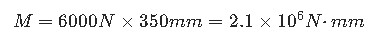 M = 6000N × 350mm = 2.1 × 10⁶N·mm